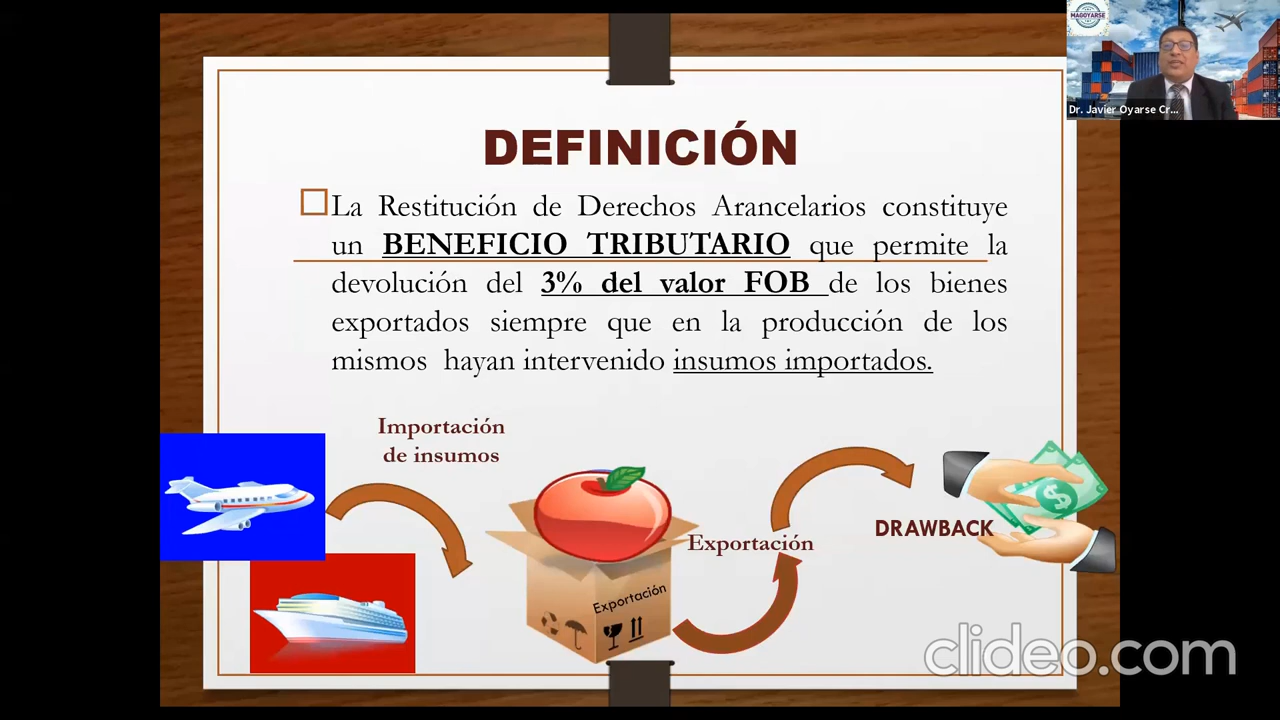 MAGOYARSE
Dr. Javier Oyarse Cr...
DEFINICIÓN
La Restitución de Derechos Arancelarios constituye
un BENEFICIO TRIBUTARIO que permite la
devolución del 3% del valor FOB de los bienes
exportados siempre que en la producción de los
mismos hayan intervenido insumos importados.
Importación
de insumos
Exportación
Exportación
DRAWBACK
clideo.com